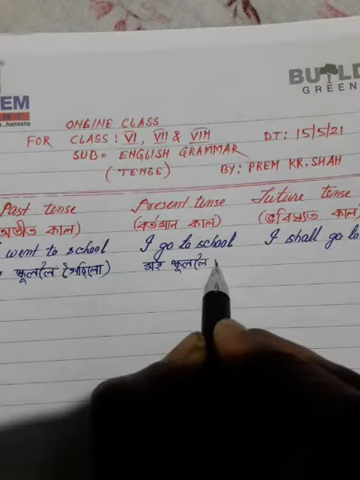 EM BUILD
...hamesha GREEN
ONLINE CLASS
FOR CLASS : VI, VII & VIII DT: 15/5/21
SUB = ENGLISH GRAMMAR
(TENSE) BY: PREM KR. SHAH
Past tense Present tense Future tense
অতীত কাল) (বৰ্তমান কাল) (ভবিষ্যত কাল
went to school I go to school I shall go to
স্কুললৈ গৈছিলো) মই স্কুললৈ